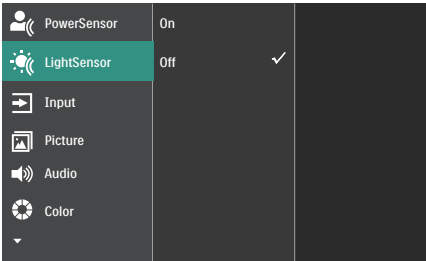 PowerSensor
On
LightSensor
Off
Input
Picture
Audio
Color